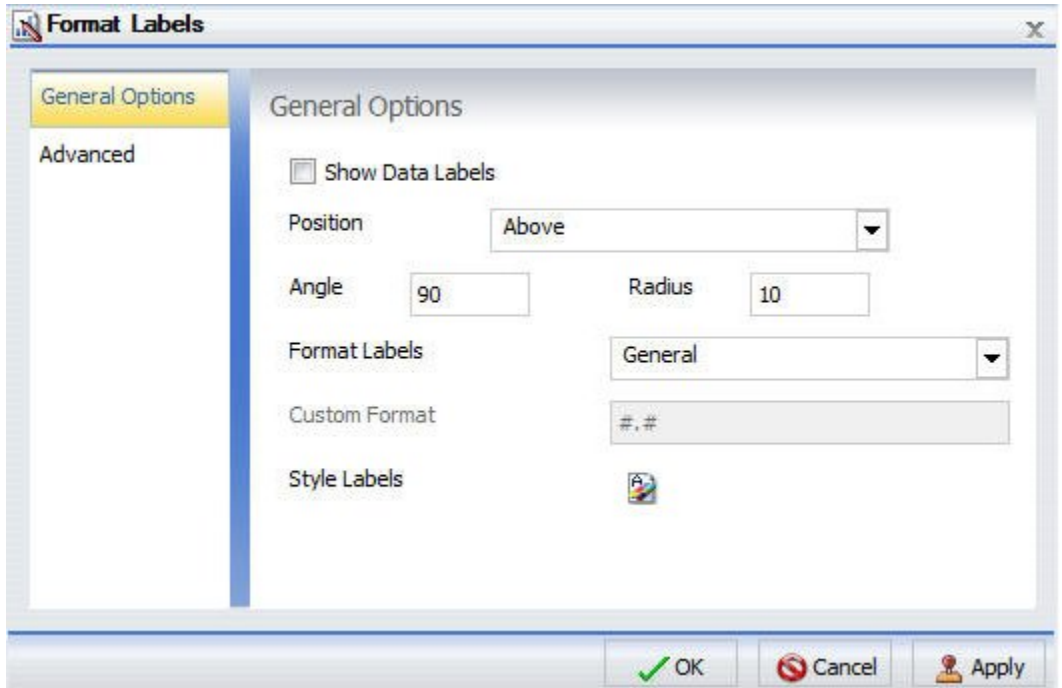 Format Labels
x
General Options
Advanced
General Options
Show Data Labels
Position Above
Angle 90 Radius 10
Format Labels General
Custom Format #.#
Style Labels
OK Cancel Apply